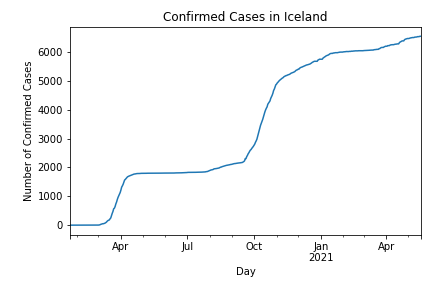 Confirmed Cases in Iceland
Number of Confirmed Cases
6000
5000
4000
3000
2000
1000
0
Apr Jul Oct Jan Apr
2021
Day